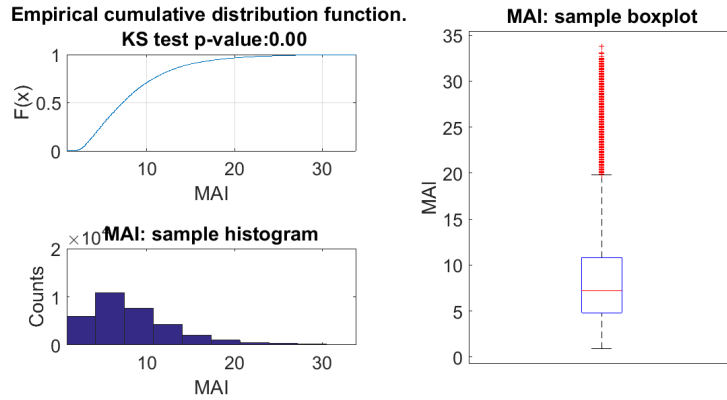 Empirical cumulative distribution function.
KS test p-value:0.00
1
0.5
0
F(x)
10
20
30
MAI
×10⁴
MAI: sample histogram
2
1
0
Counts
10
20
30
MAI
MAI: sample boxplot
35
30
25
20
15
10
5
0
MAI